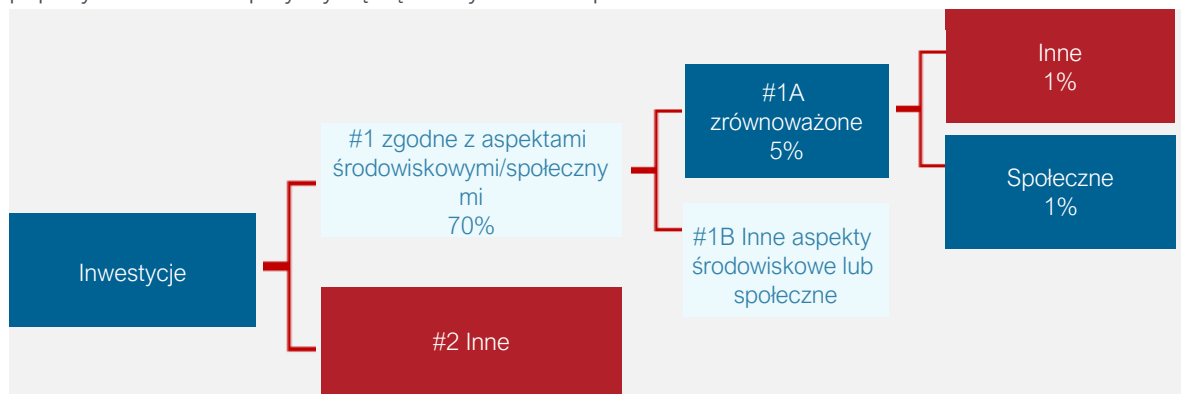 Inwestycje
#1 zgodne z aspektami
środowiskowymi/społeczny
mi
70%
#2 Inne
#1A
zrównoważone
5%
#1B Inne aspekty
środowiskowe lub
społeczne
Inne
1%
Społeczne
1%